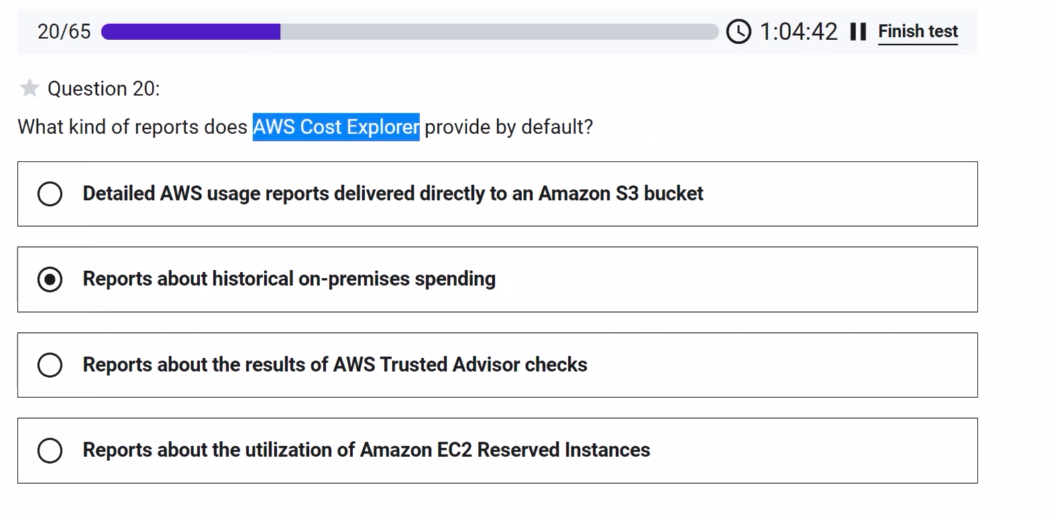 20/65 1:04:42 Finish test
Question 20:
What kind of reports does AWS Cost Explorer provide by default?
Detailed AWS usage reports delivered directly to an Amazon S3 bucket
Reports about historical on-premises spending
Reports about the results of AWS Trusted Advisor checks
Reports about the utilization of Amazon EC2 Reserved Instances